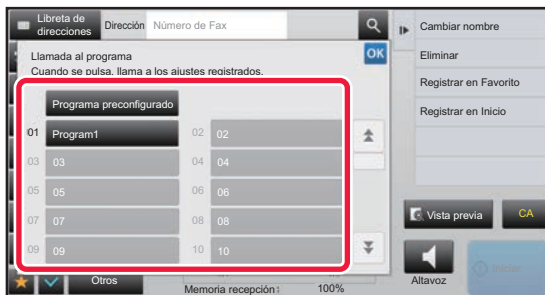 Libreta de direcciones
Dirección
Número de Fax
Cambiar nombre
Llamada al programa
OK
Eliminar
Cuando se pulsa, llama a los ajustes registrados.
Registrar en Favorito
Programa preconfigurado
Registrar en Inicio
01 Program1
02 02
03 03
04 04
05 05
06 06
07 07
08 08
Vista previa
CA
09 09
10 10
Otros
Memoria recepción: 100%
Altavoz
Iniciar